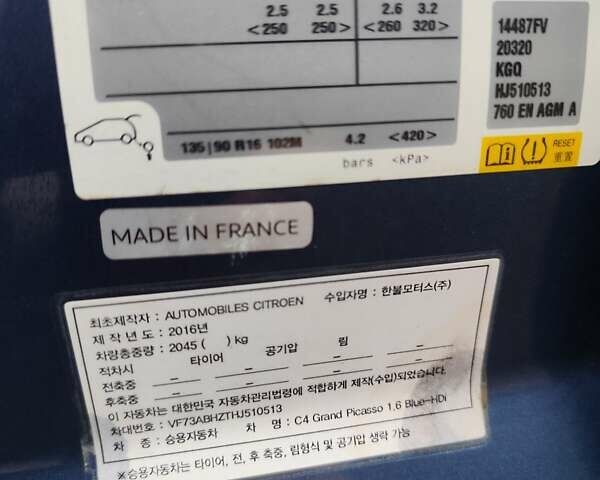 2.5 2.5 2.6 3.2
<250 250> <260 320>
14487FV
20320
KGQ
HJ510513
760 EN AGM A
135|90 R16 102M 4.2 <420>
bars <kPa>
RESET
重置
MADE IN FRANCE
최초제작자 : AUTOMOBILES CITROEN 수입자명 : 한불모터스(주)
제 작 년 도 : 2016년
차량총중량 : 2045 ( ) kg
적차시 타이어 공기압 림
전축중 – – – –
후축중 – – – –
이 자동차는 대한민국 자동차관리법령에 적합하게 제작(수입)되었습니다.
차대번호 : VF73ABHZTHJ510513
차 종 : 승용자동차 차 명 : C4 Grand Picasso 1.6 Blue-HDi
※승용자동차는 타이어, 전, 후 축중, 림형식 및 공기압 생략 가능